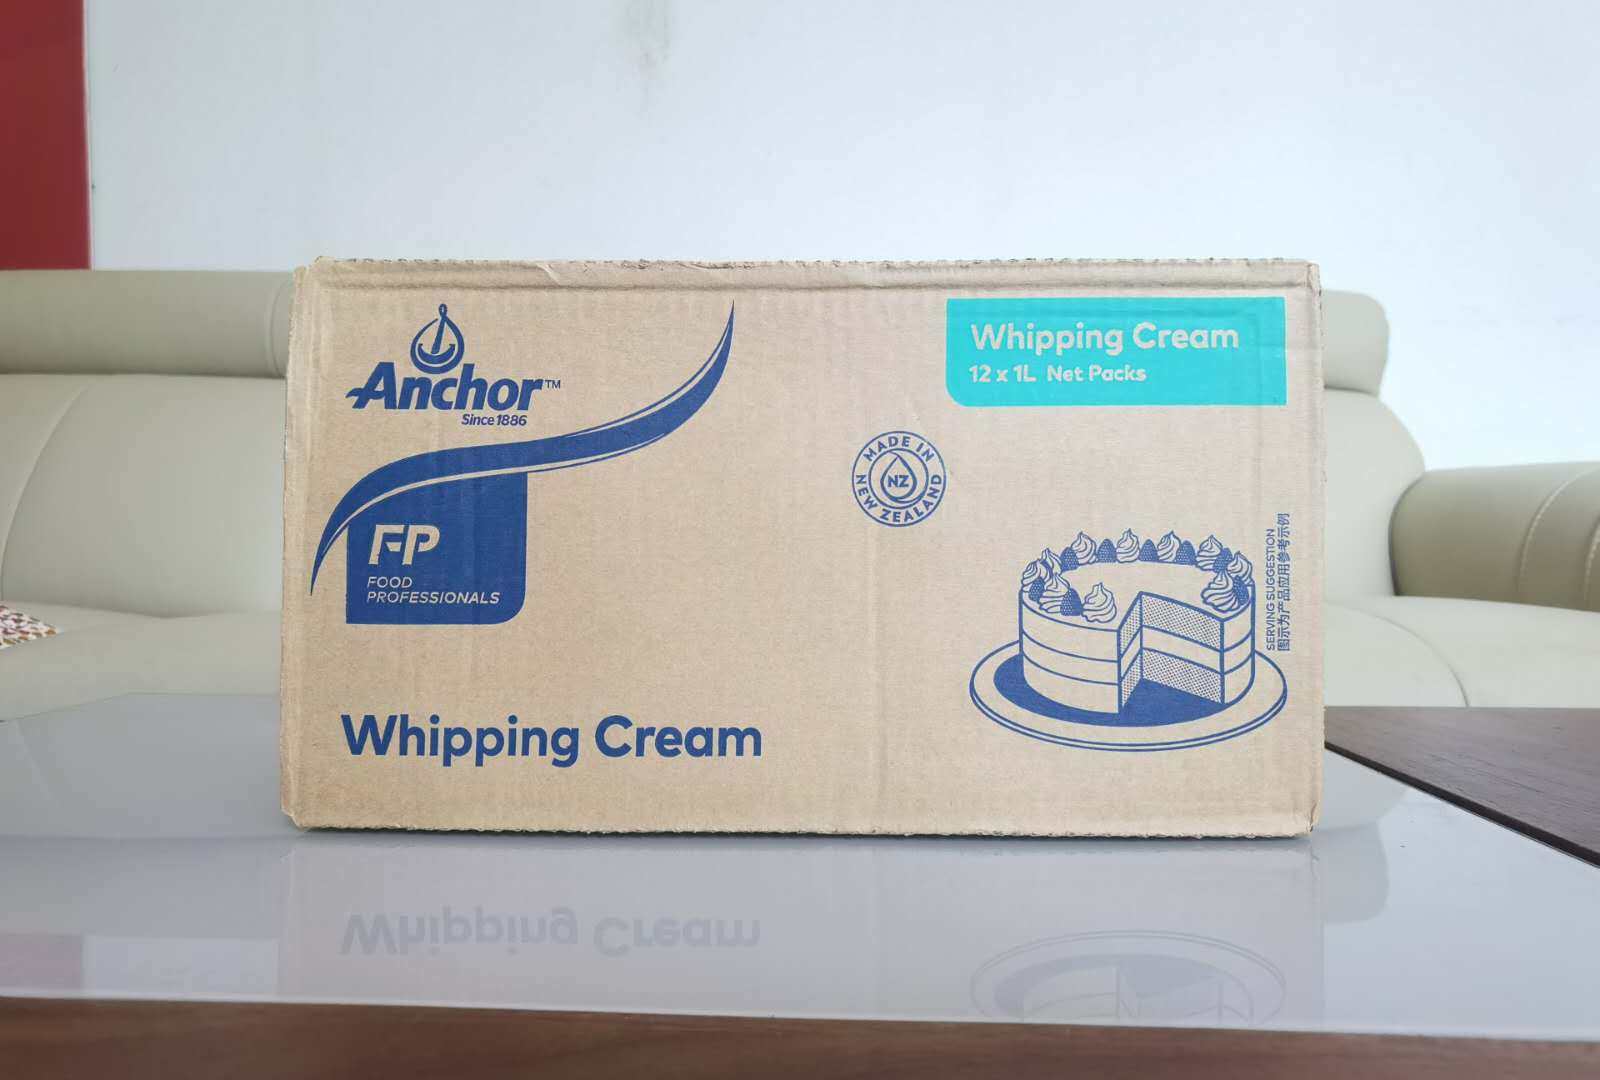 Anchor™
Since 1886
FP
FOOD
PROFESSIONALS
Whipping Cream
12 x 1L Net Packs
MADE IN
NEW ZEALAND
NZ
SERVING SUGGESTION
图示为产品应用参考示例
Whipping Cream